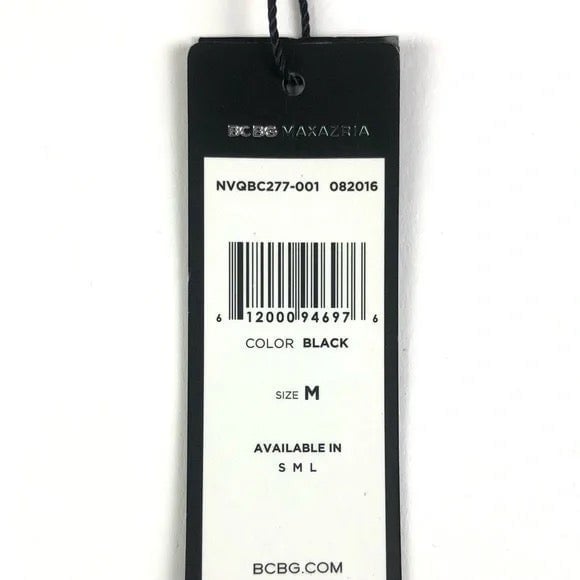 BCBG MAXAZRIA
NVQBC277-001 082016
6 12000 94697 6
COLOR BLACK
SIZE M
AVAILABLE IN
S M L
BCBG.COM